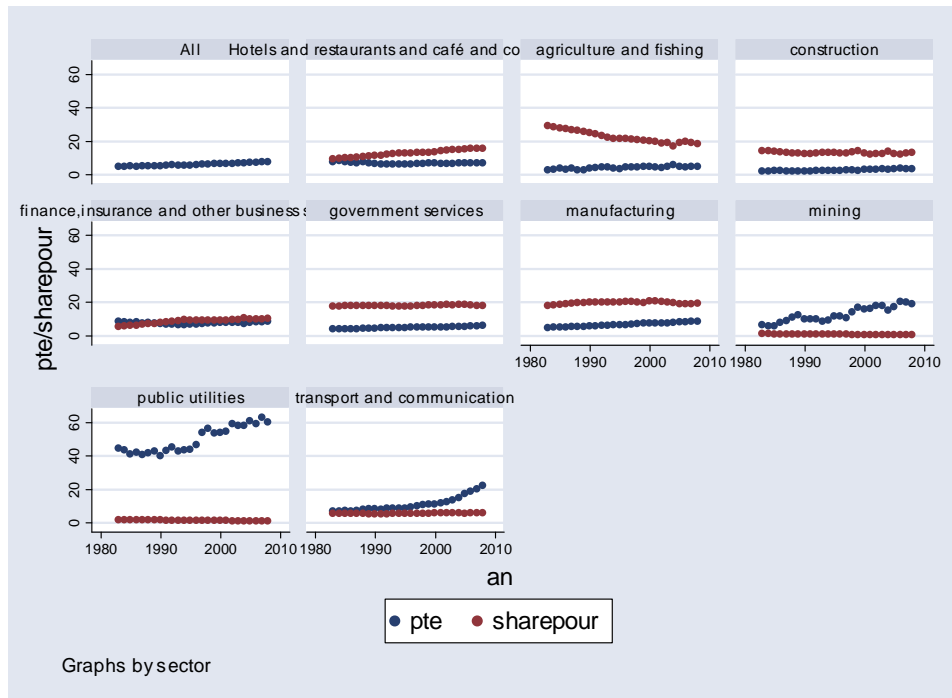 All
Hotels and restaurants and café and co
agriculture and fishing
construction
60
40
20
0
finance,insurance and other business s
government services
manufacturing
mining
60
40
20
0
1980 1990 2000 2010
1980 1990 2000 2010
public utilities
transport and communication
60
40
20
0
1980 1990 2000 2010
1980 1990 2000 2010
pte/sharepour
an
pte
sharepour
Graphs by sector